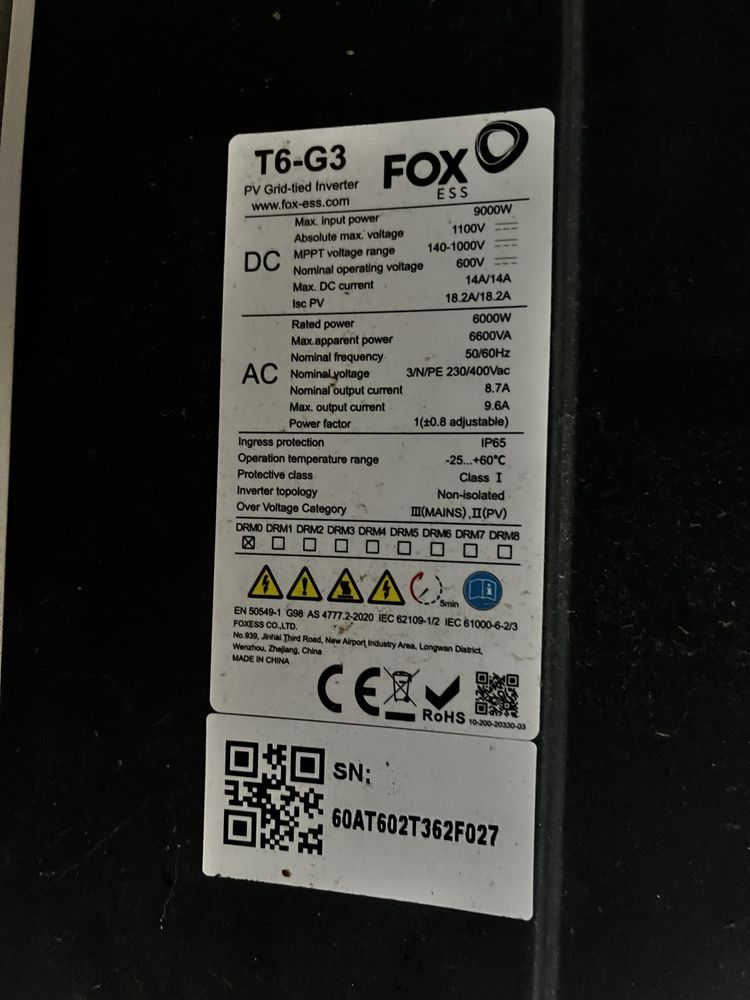 T6-G3
FOX
ESS
PV Grid-tied Inverter
www.fox-ess.com
DC
Max. input power 9000W
Absolute max. voltage 1100V
MPPT voltage range 140-1000V
Nominal operating voltage 600V
Max. DC current 14A/14A
Isc PV 18.2A/18.2A
AC
Rated power 6000W
Max.apparent power 6600VA
Nominal frequency 50/60Hz
Nominal voltage 3/N/PE 230/400Vac
Nominal output current 8.7A
Max. output current 9.6A
Power factor 1(±0.8 adjustable)
Ingress protection IP65
Operation temperature range -25...+60℃
Protective class Class Ⅰ
Inverter topology Non-isolated
Over Voltage Category Ⅲ(MAINS),Ⅱ(PV)
DRM0 DRM1 DRM2 DRM3 DRM4 DRM5 DRM6 DRM7 DRM8
5min
EN 50549-1 G98 AS 4777.2-2020 IEC 62109-1/2 IEC 61000-6-2/3
FOXESS CO.,LTD.
No.939, Jinhai Third Road, New Airport Industry Area, Longwan District,
Wenzhou, Zhejiang, China
MADE IN CHINA
CE
RoHS
10-200-20330-03
SN:
60AT602T362F027